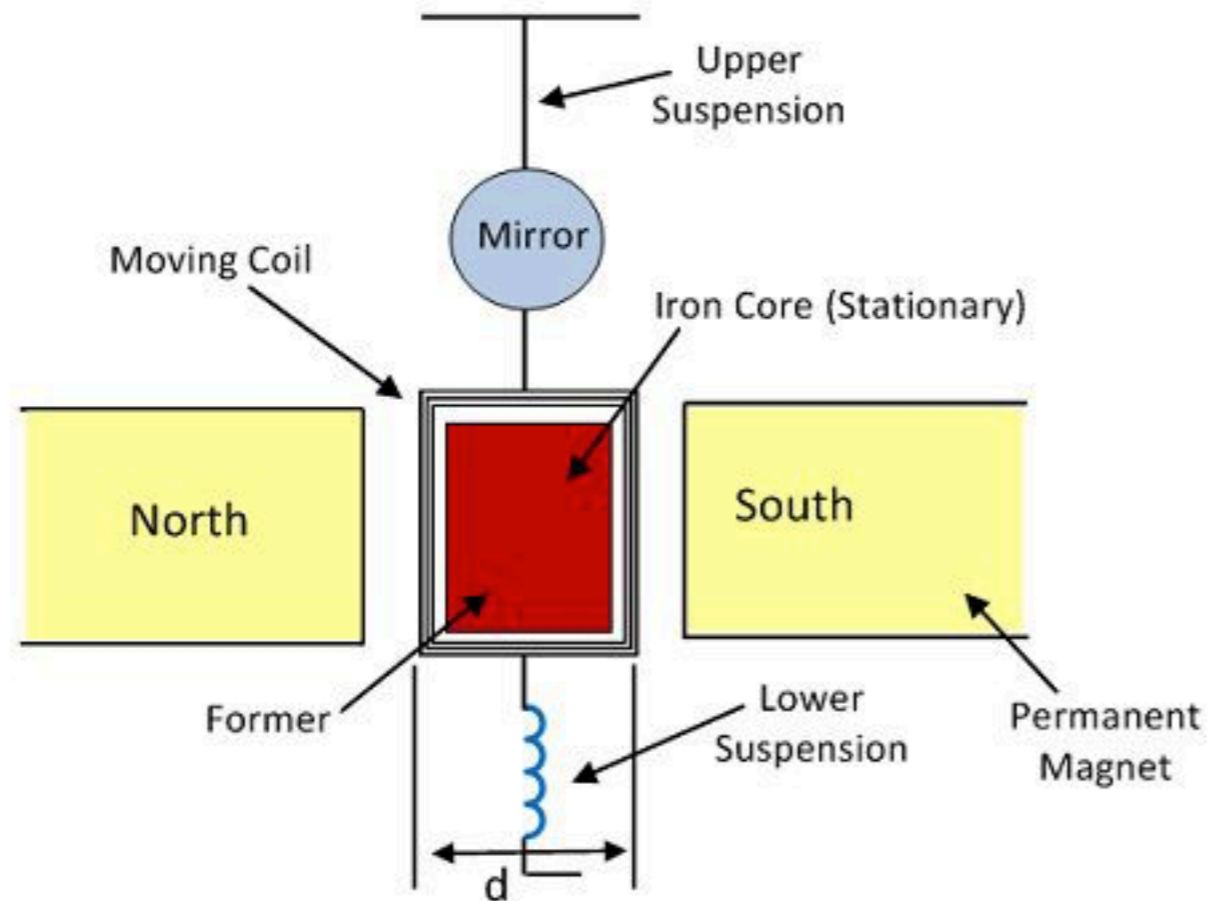 Upper
Suspension
Mirror
Moving Coil
Iron Core (Stationary)
North
South
Former
Lower
Suspension
Permanent
Magnet
d